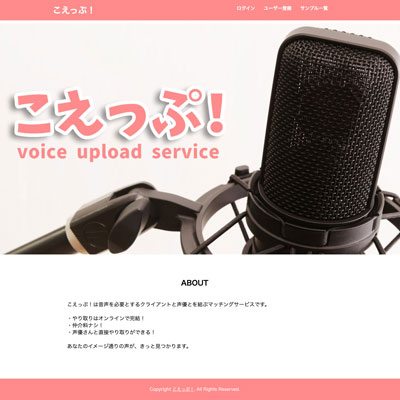 こえっぷ！
ログイン ユーザー登録 サンプル一覧
こえっぷ！
voice upload service
ABOUT
こえっぷ！は音声を必要とするクライアントと声優とを結ぶマッチングサービスです。
・やり取りはオンラインで完結！
・仲介料ナシ！
・声優さんと直接やり取りができる！
あなたのイメージ通りの声が、きっと見つかります。
Copyright こえっぷ！ All Rights Reserved.